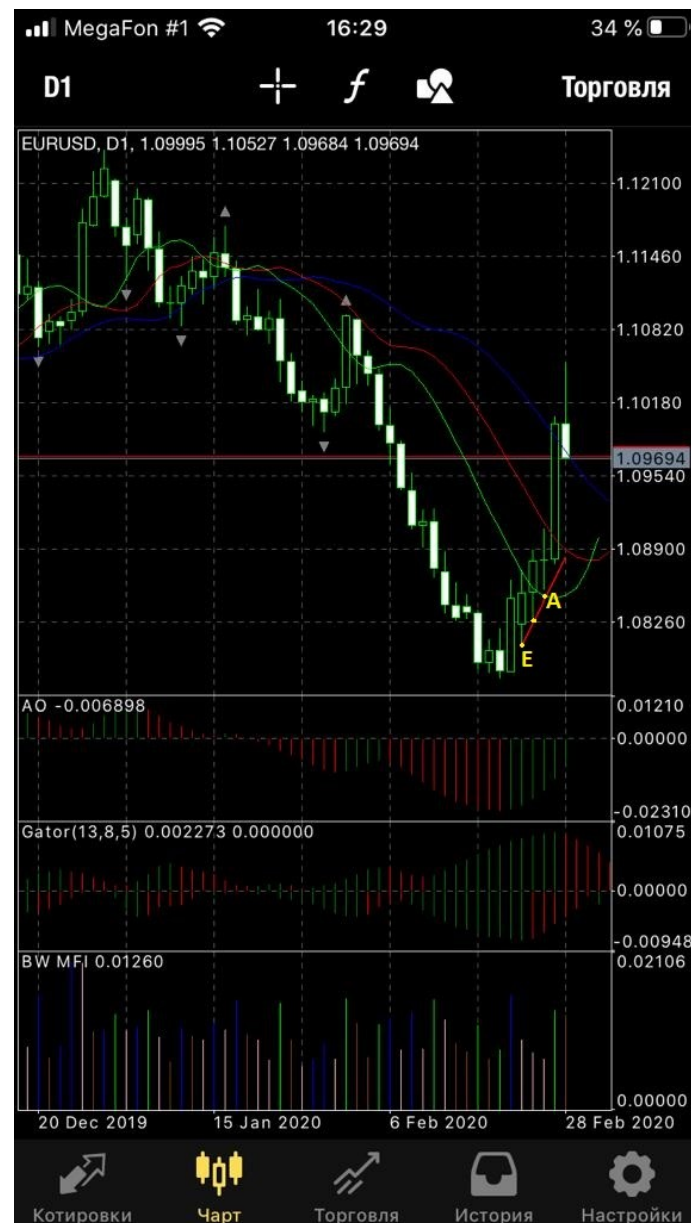 MegaFon #1 16:29 34 %
D1 f Торговля
EURUSD, D1, 1.09995 1.10527 1.09684 1.09694
1.12100
1.11460
1.10820
1.10180
1.09694
1.09540
1.08900
A
1.08260
E
AO -0.006898 0.01210
0.00000
-0.02310
Gator(13,8,5) 0.002273 0.000000 0.01075
0.00000
-0.00948
BW MFI 0.01260 0.02106
0.00000
20 Dec 2019 15 Jan 2020 6 Feb 2020 28 Feb 2020
Котировки Чарт Торговля История Настройки